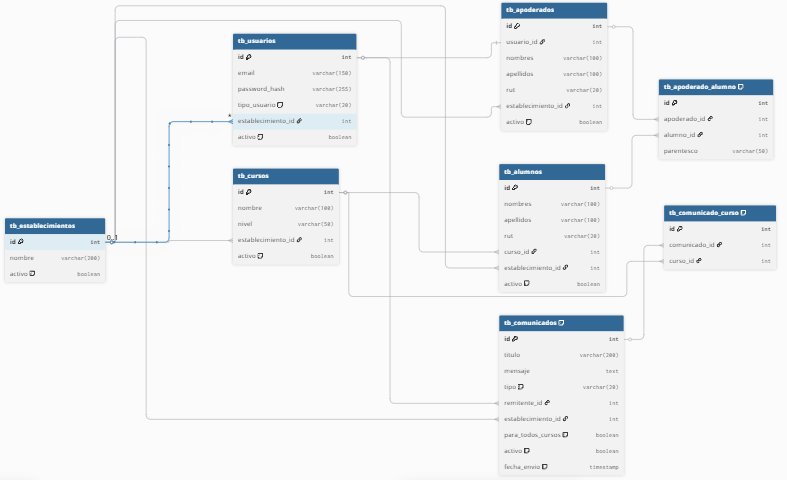 tb_apoderados
id int
usuario_id int
nombres varchar(100)
apellidos varchar(100)
rut varchar(20)
establecimiento_id int
activo boolean
tb_usuarios
id int
email varchar(150)
password_hash varchar(255)
tipo_usuario varchar(20)
establecimiento_id int
activo boolean
tb_apoderado_alumno
id int
apoderado_id int
alumno_id int
parentesco varchar(50)
tb_cursos
id int
nombre varchar(100)
nivel varchar(50)
establecimiento_id int
activo boolean
tb_alumnos
id int
nombres varchar(100)
apellidos varchar(100)
rut varchar(20)
curso_id int
establecimiento_id int
activo boolean
tb_establecimientos
id int
nombre varchar(200)
activo boolean
tb_comunicado_curso
id int
comunicado_id int
curso_id int
tb_comunicados
id int
titulo varchar(200)
mensaje text
tipo varchar(20)
remitente_id int
establecimiento_id int
para_todos_cursos boolean
activo boolean
fecha_envio timestamp